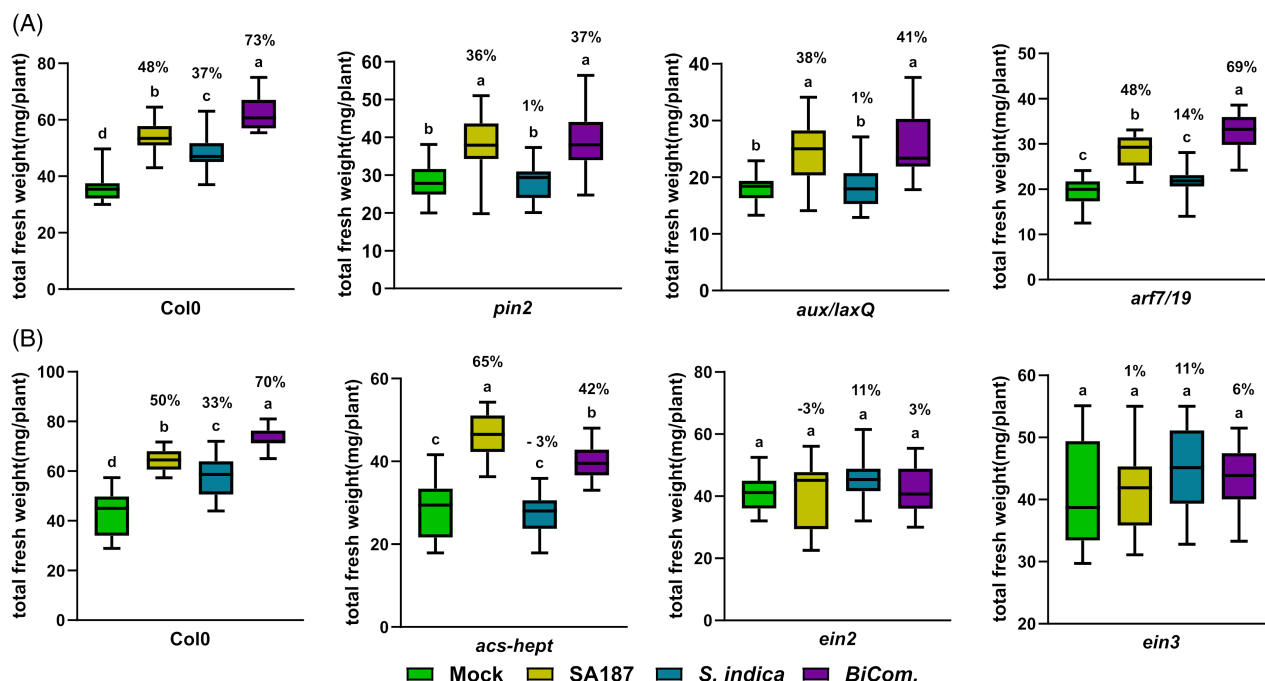 (A)
total fresh weight(mg/plant)
80
60
40
20
0
d
48%
b
37%
c
73%
a
Col0
total fresh weight(mg/plant)
60
50
40
30
20
10
0
b
36%
a
1%
b
37%
a
pin2
total fresh weight(mg/plant)
40
30
20
10
0
b
38%
a
1%
b
41%
a
aux/laxQ
total fresh weight(mg/plant)
50
40
30
20
10
0
c
48%
b
14%
c
69%
a
arf7/19
(B)
total fresh weight(mg/plant)
100
80
60
40
20
0
d
50%
b
33%
c
70%
a
Col0
total fresh weight(mg/plant)
60
40
20
0
c
65%
a
- 3%
c
42%
b
acs-hept
total fresh weight(mg/plant)
80
60
40
20
0
a
-3%
a
11%
a
3%
a
ein2
total fresh weight(mg/plant)
60
50
40
30
20
a
1%
a
11%
a
6%
a
ein3
Mock SA187 S. indica BiCom.